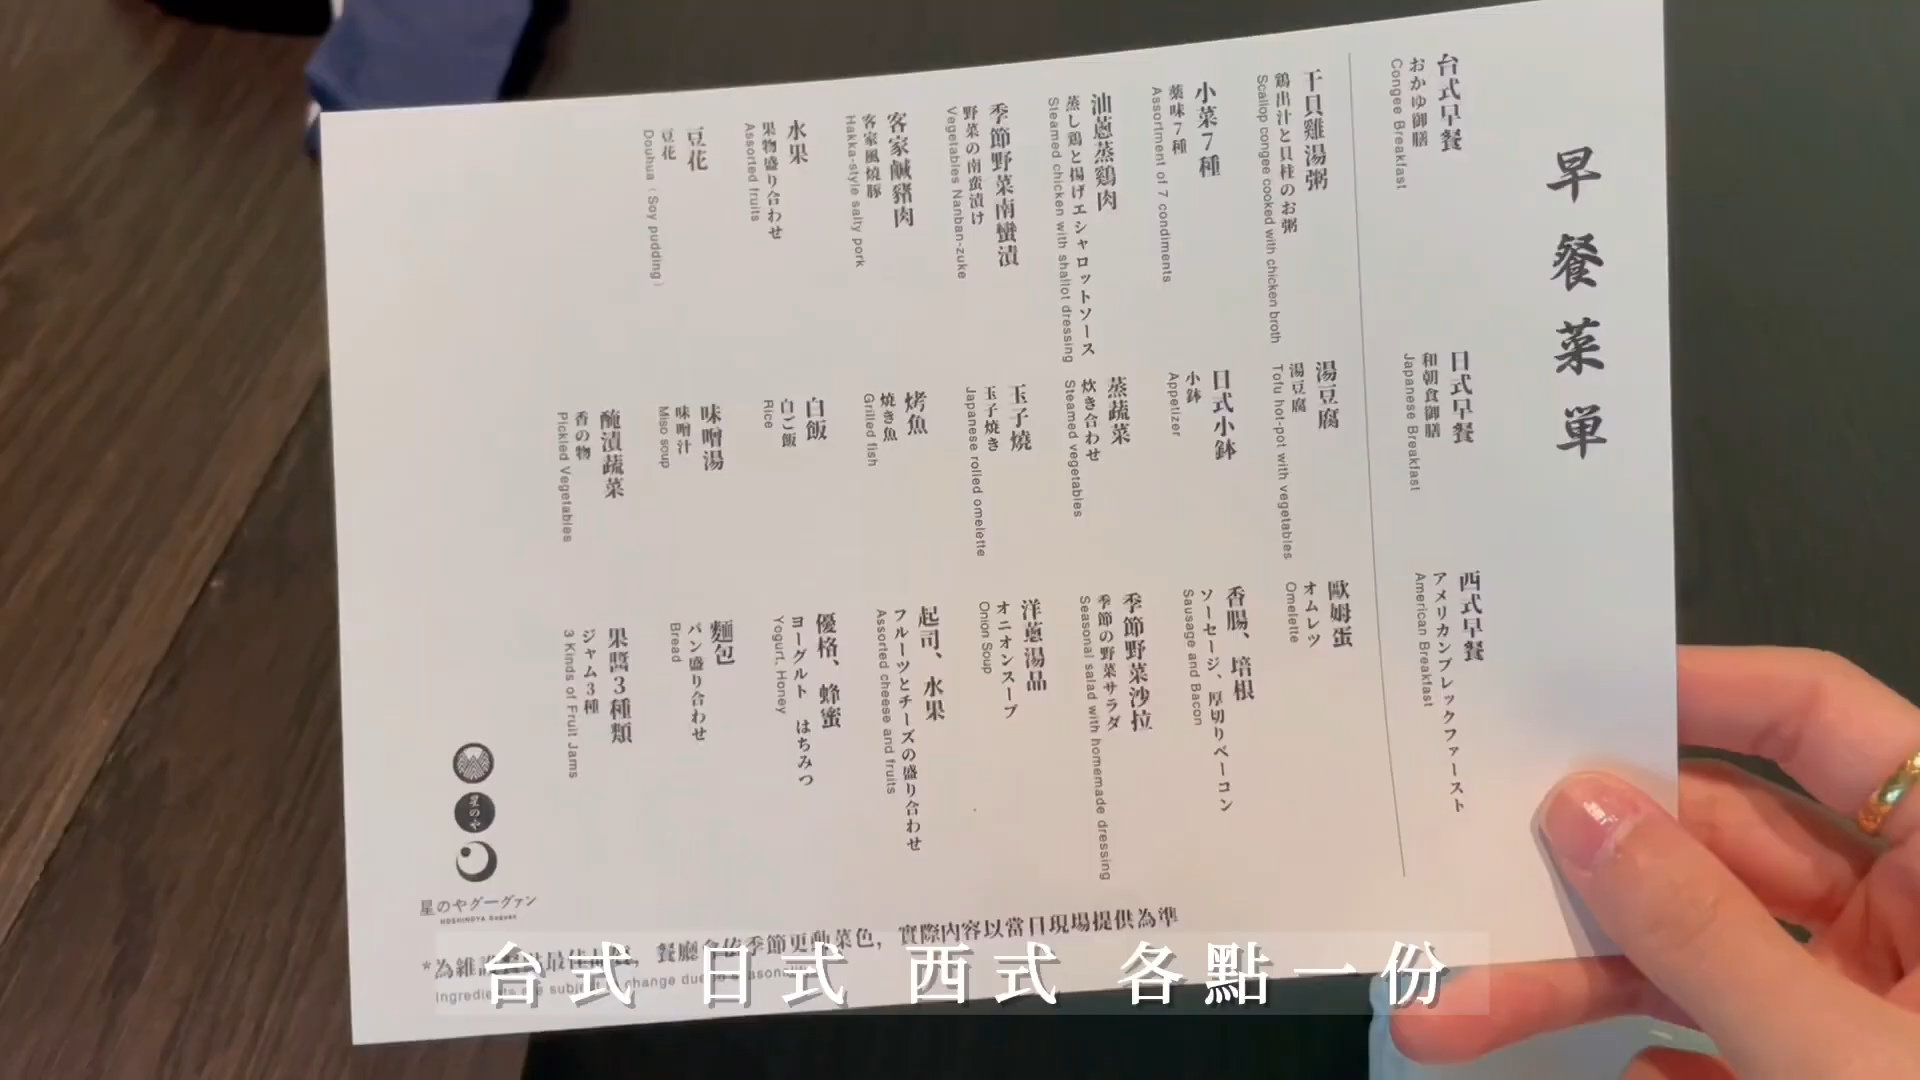 早餐菜単
台式早餐
おかゆ御膳
Congee Breakfast
干貝雞湯粥
鶏出汁と貝柱のお粥
Scallop congee cooked with chicken broth
小菜7種
薬味7種
Assortment of 7 condiments
油蔥蒸鷄肉
蒸し鶏と揚げエシャロットソース
Steamed chicken with shallot dressing
季節野菜南蠻漬
野菜の南蛮漬け
Vegetables Nanban-zuke
客家鹹豬肉
客家風焼豚
Hakka-style salty pork
水果
果物盛り合わせ
Assorted fruits
豆花
豆花
Douhua（Soy pudding）
日式早餐
和朝食御膳
Japanese Breakfast
湯豆腐
湯豆腐
Tofu hot-pot with vegetables
日式小鉢
小鉢
Appetizer
蒸蔬菜
炊き合わせ
Steamed vegetables
玉子燒
玉子焼き
Japanese rolled omelette
烤魚
焼き魚
Grilled fish
白飯
白ご飯
Rice
味噌湯
味噌汁
Miso soup
醃漬蔬菜
香の物
Pickled Vegetables
西式早餐
アメリカンブレックファースト
American Breakfast
歐姆蛋
オムレツ
Omelette
香腸、培根
ソーセージ、厚切りベーコン
Sausage and Bacon
季節野菜沙拉
季節の野菜サラダ
Seasonal salad with homemade dressing
洋蔥湯品
オニオンスープ
Onion Soup
起司、水果
フルーツとチーズの盛り合わせ
Assorted cheese and fruits
優格、蜂蜜
ヨーグルト はちみつ
Yogurt, Honey
麵包
パン盛り合わせ
Bread
果醬3種類
ジャム3種
3 Kinds of Fruit Jams
星のや
星のやグーグァン
HOSHINOYA Guguan
*為維 最佳 ，餐廳會依季節更動菜色，實際內容以當日現場提供為準
Ingredients are subject change due
台式 日式 西式 各點一份